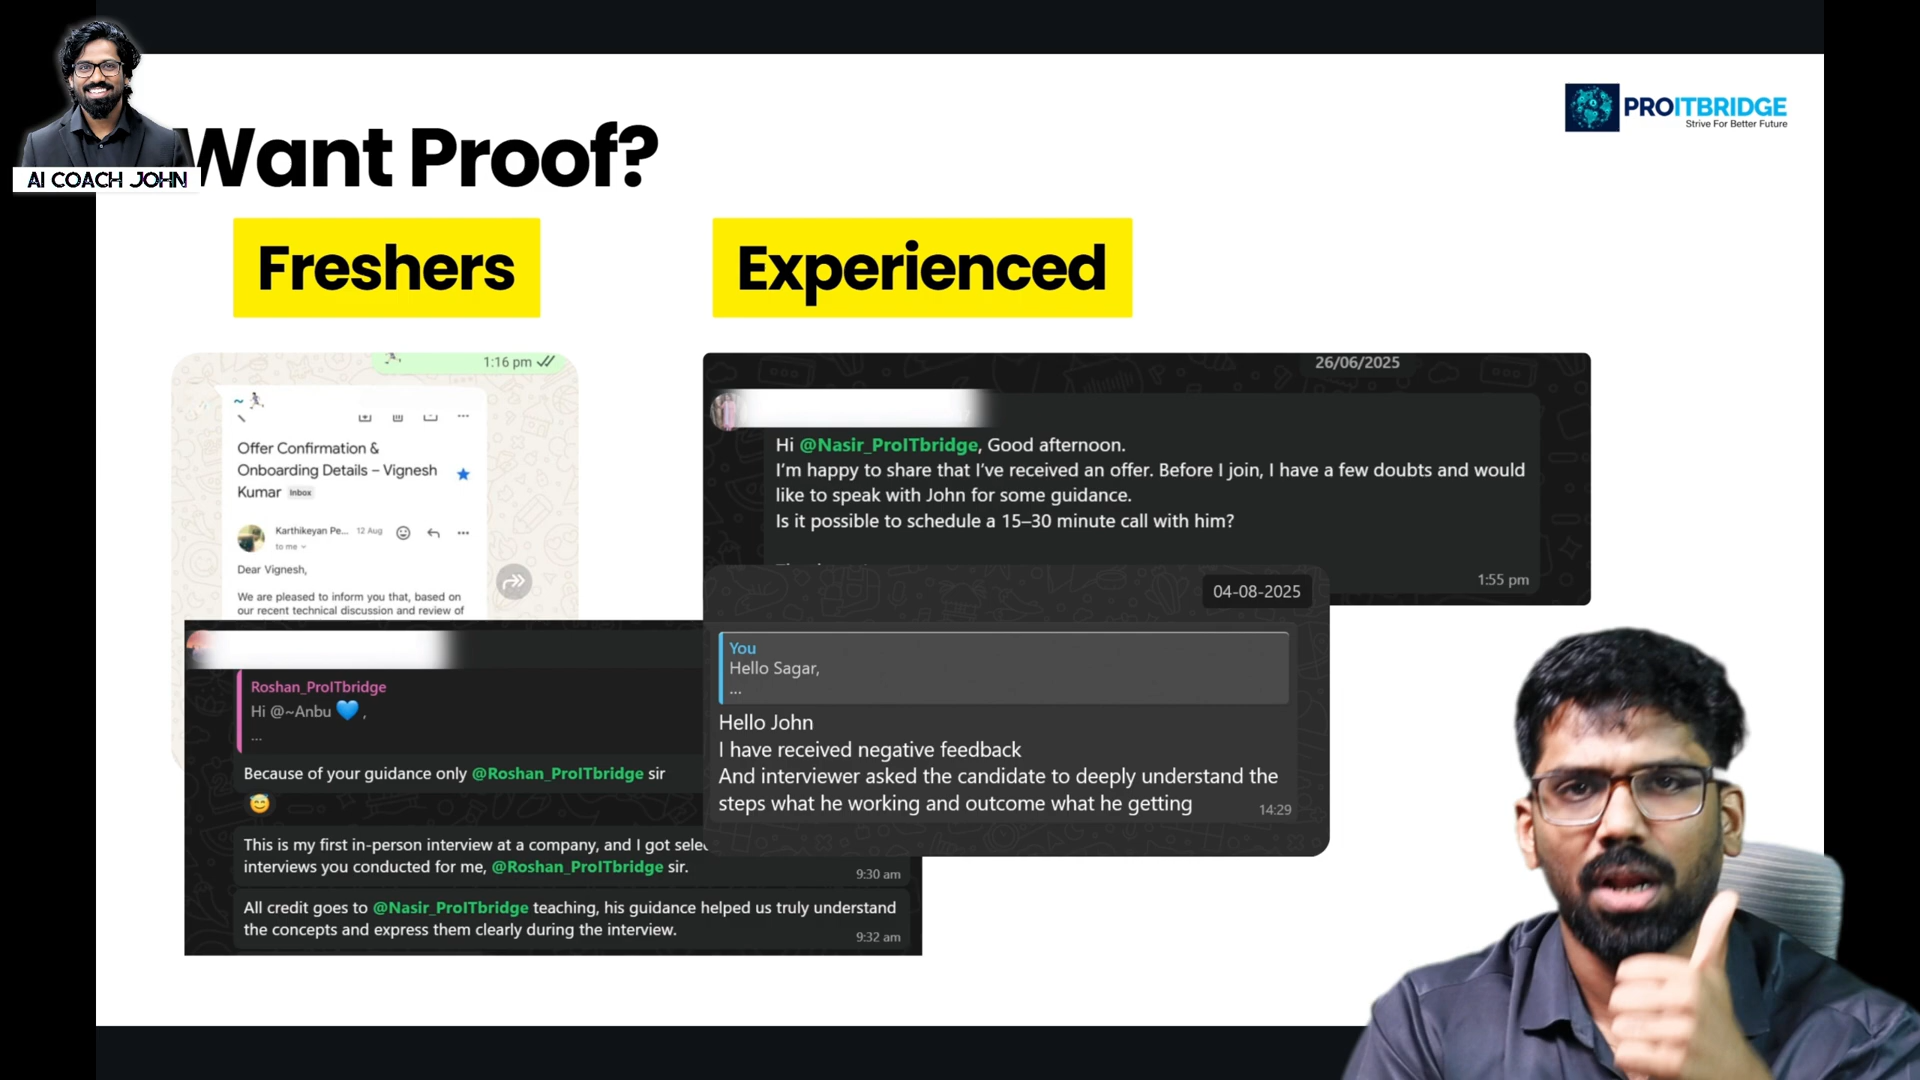 AI COACH JOHN
Want Proof?
PROITBRIDGE
Strive For Better Future
Freshers
Experienced
1:16 pm
Offer Confirmation &
Onboarding Details – Vignesh
Kumar Inbox
Karthikeyan Pe... 12 Aug
to me
Dear Vignesh,
We are pleased to inform you that, based on
our recent technical discussion and review of
Roshan_ProITbridge
Hi @~Anbu 💙 ,
...
Because of your guidance only @Roshan_ProITbridge sir
😇
This is my first in-person interview at a company, and I got
interviews you conducted for me, @Roshan_ProITbridge sir.
9:30 am
All credit goes to @Nasir_ProITbridge teaching, his guidance helped us truly understand
the concepts and express them clearly during the interview.
9:32 am
26/06/2025
Hi @Nasir_ProITbridge, Good afternoon.
I’m happy to share that I’ve received an offer. Before I join, I have a few doubts and would
like to speak with John for some guidance.
Is it possible to schedule a 15–30 minute call with him?
1:55 pm
04-08-2025
You
Hello Sagar,
...
Hello John
I have received negative feedback
And interviewer asked the candidate to deeply understand the
steps what he working and outcome what he getting
14:29